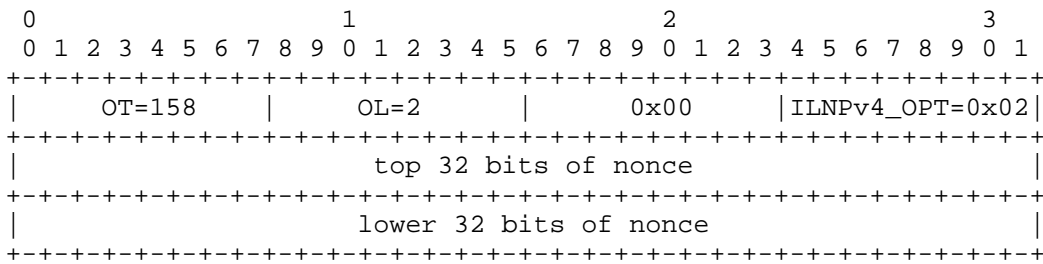 0                   1                   2                   3
 0 1 2 3 4 5 6 7 8 9 0 1 2 3 4 5 6 7 8 9 0 1 2 3 4 5 6 7 8 9 0 1
+-+-+-+-+-+-+-+-+-+-+-+-+-+-+-+-+-+-+-+-+-+-+-+-+-+-+-+-+-+-+-+-+
|     OT=158    |     OL=2      |      0x00     |ILNPv4_OPT=0x02|
+-+-+-+-+-+-+-+-+-+-+-+-+-+-+-+-+-+-+-+-+-+-+-+-+-+-+-+-+-+-+-+-+
|                      top 32 bits of nonce                     |
+-+-+-+-+-+-+-+-+-+-+-+-+-+-+-+-+-+-+-+-+-+-+-+-+-+-+-+-+-+-+-+-+
|                     lower 32 bits of nonce                    |
+-+-+-+-+-+-+-+-+-+-+-+-+-+-+-+-+-+-+-+-+-+-+-+-+-+-+-+-+-+-+-+-+